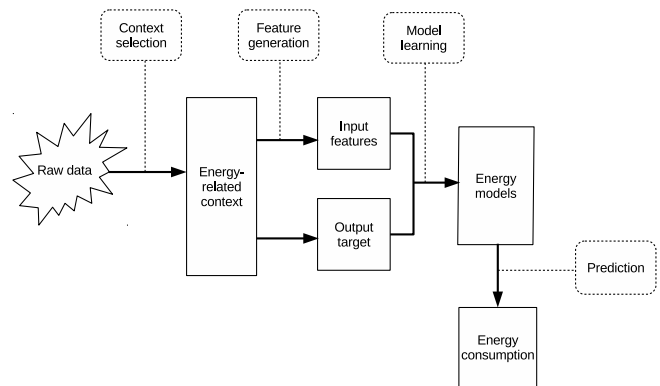 Context
selection
Feature
generation
Model
learning
Raw data
Energy-
related
context
Input
features
Output
target
Energy
models
Prediction
Energy
consumption